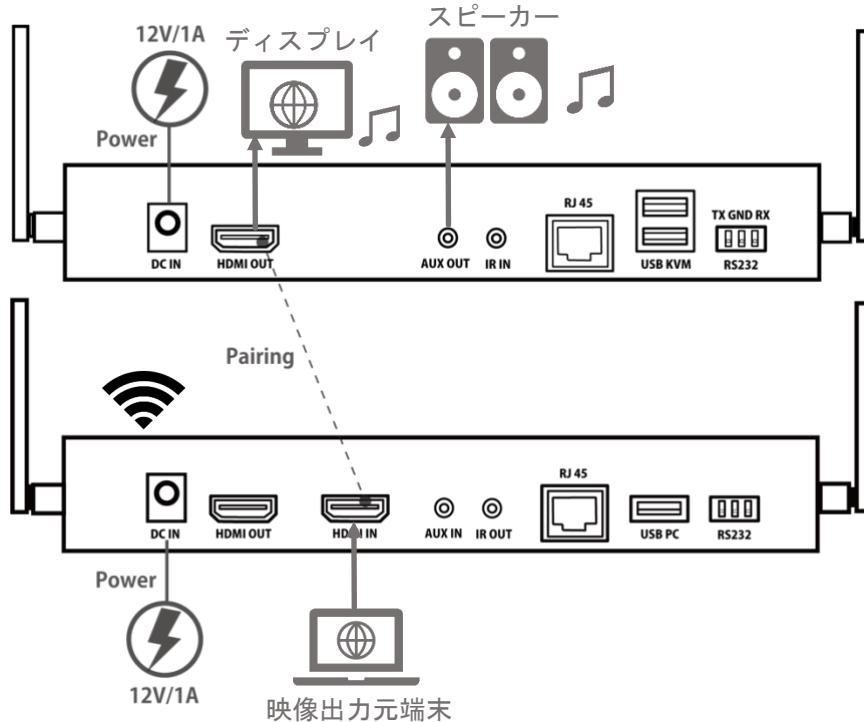 スピーカー
12V/1A
ディスプレイ
Power
RJ 45
TX GND RX
DC IN
HDMI OUT
AUX OUT
IR IN
USB KVM
RS232
Pairing
RJ 45
DC IN
HDMI OUT
HDMI IN
AUX IN
IR OUT
USB PC
RS232
Power
12V/1A
映像出力元端末